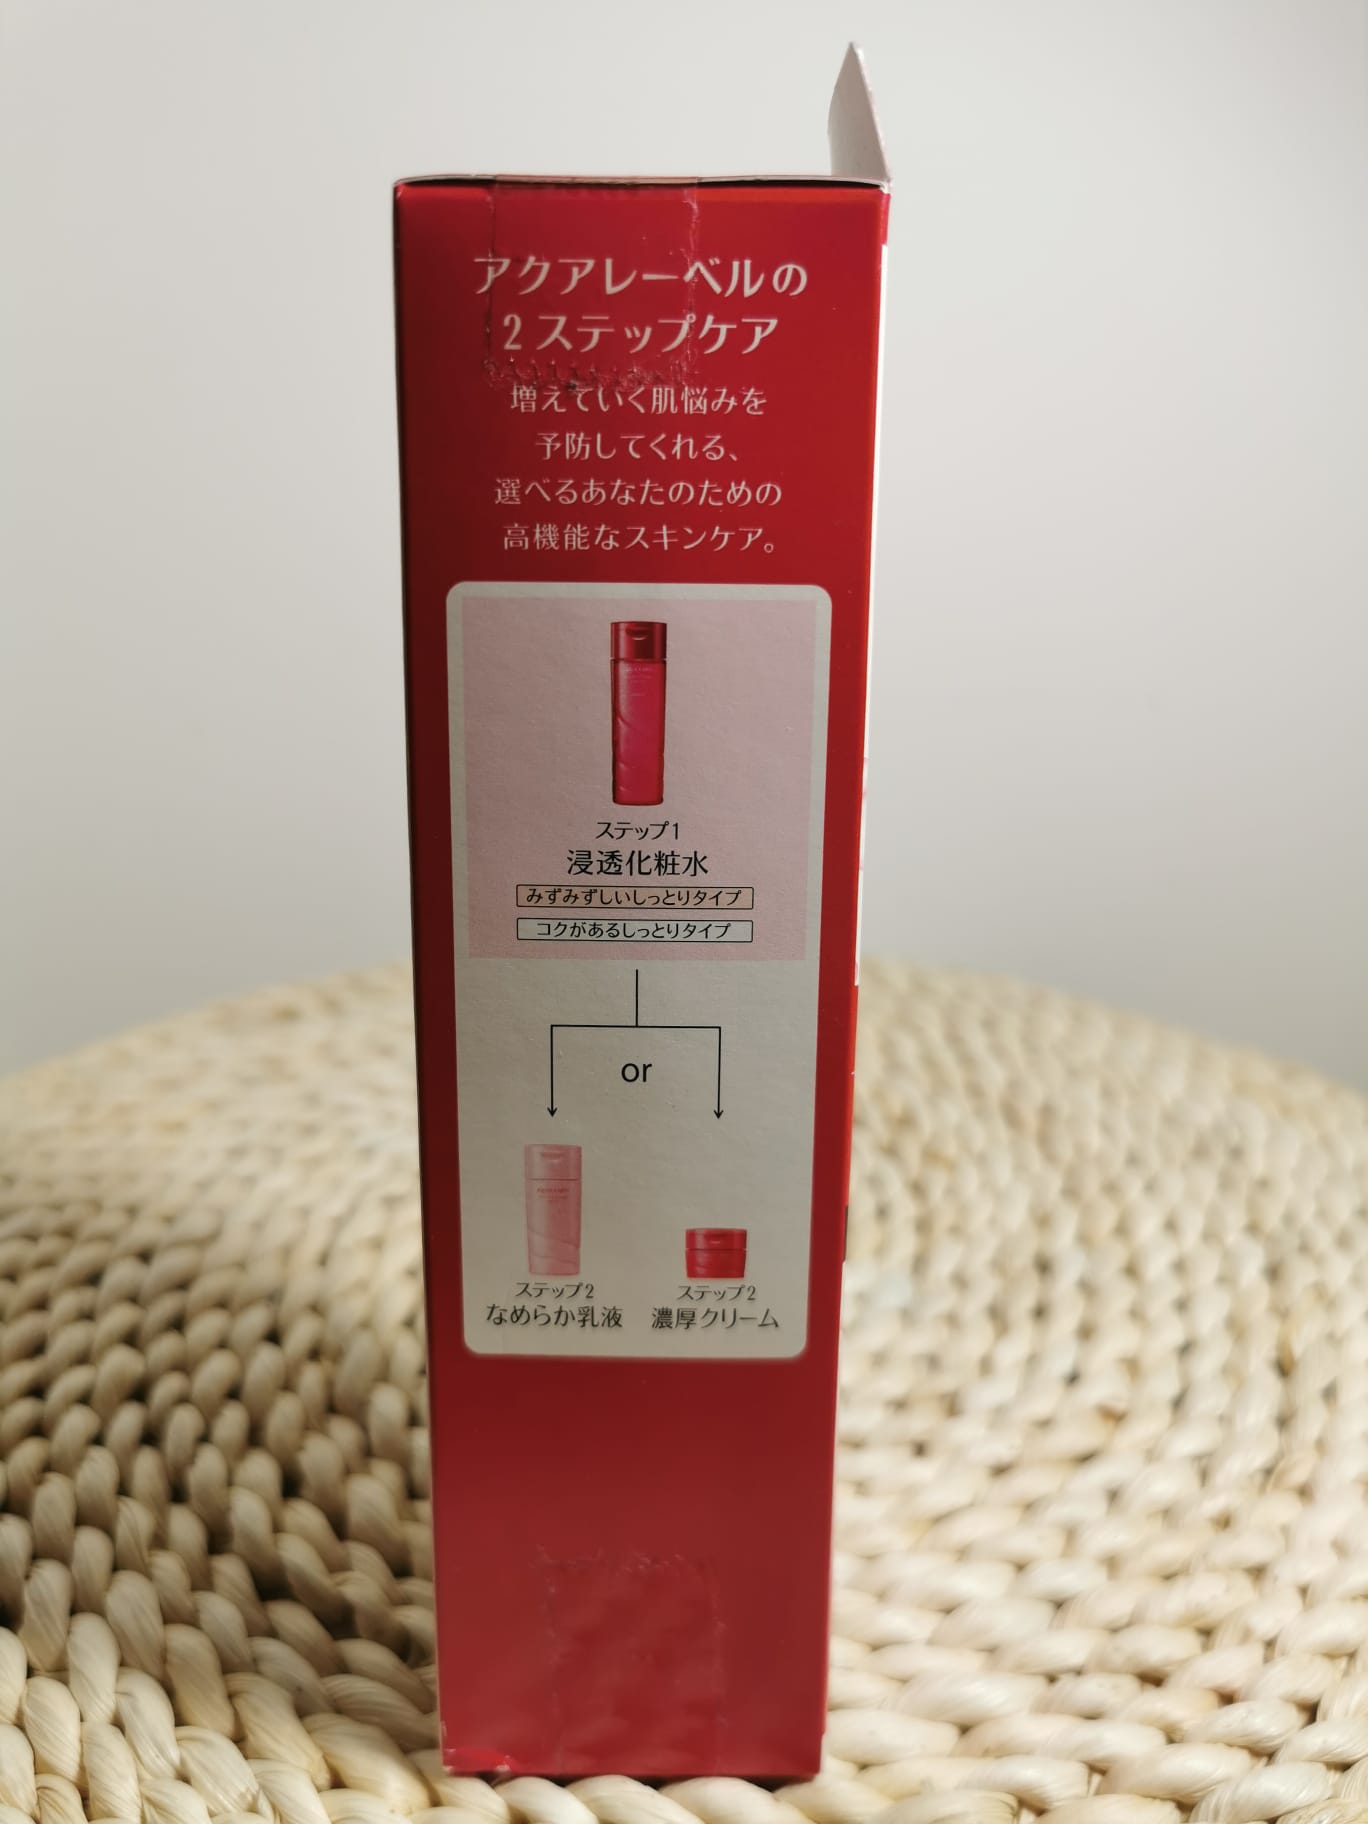 アクアレーベルの
2ステップケア
増えていく肌悩みを
予防してくれる、
選べるあなたのための
高機能なスキンケア。
ステップ1
浸透化粧水
みずみずしいしっとりタイプ
コクがあるしっとりタイプ
or
ステップ2
なめらか乳液
ステップ2
濃厚クリーム